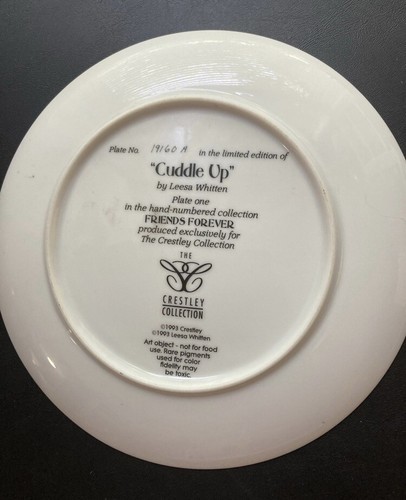 Plate No. 19160 A in the limited edition of
"Cuddle Up"
by Leesa Whitten
Plate one
in the hand-numbered collection
FRIENDS FOREVER
produced exclusively for
The Crestley Collection
THE
CRESTLEY
COLLECTION
©1993 Crestley
©1993 Leesa Whitten
Art object - not for food
use. Rare pigments
used for color
fidelity may
be toxic.